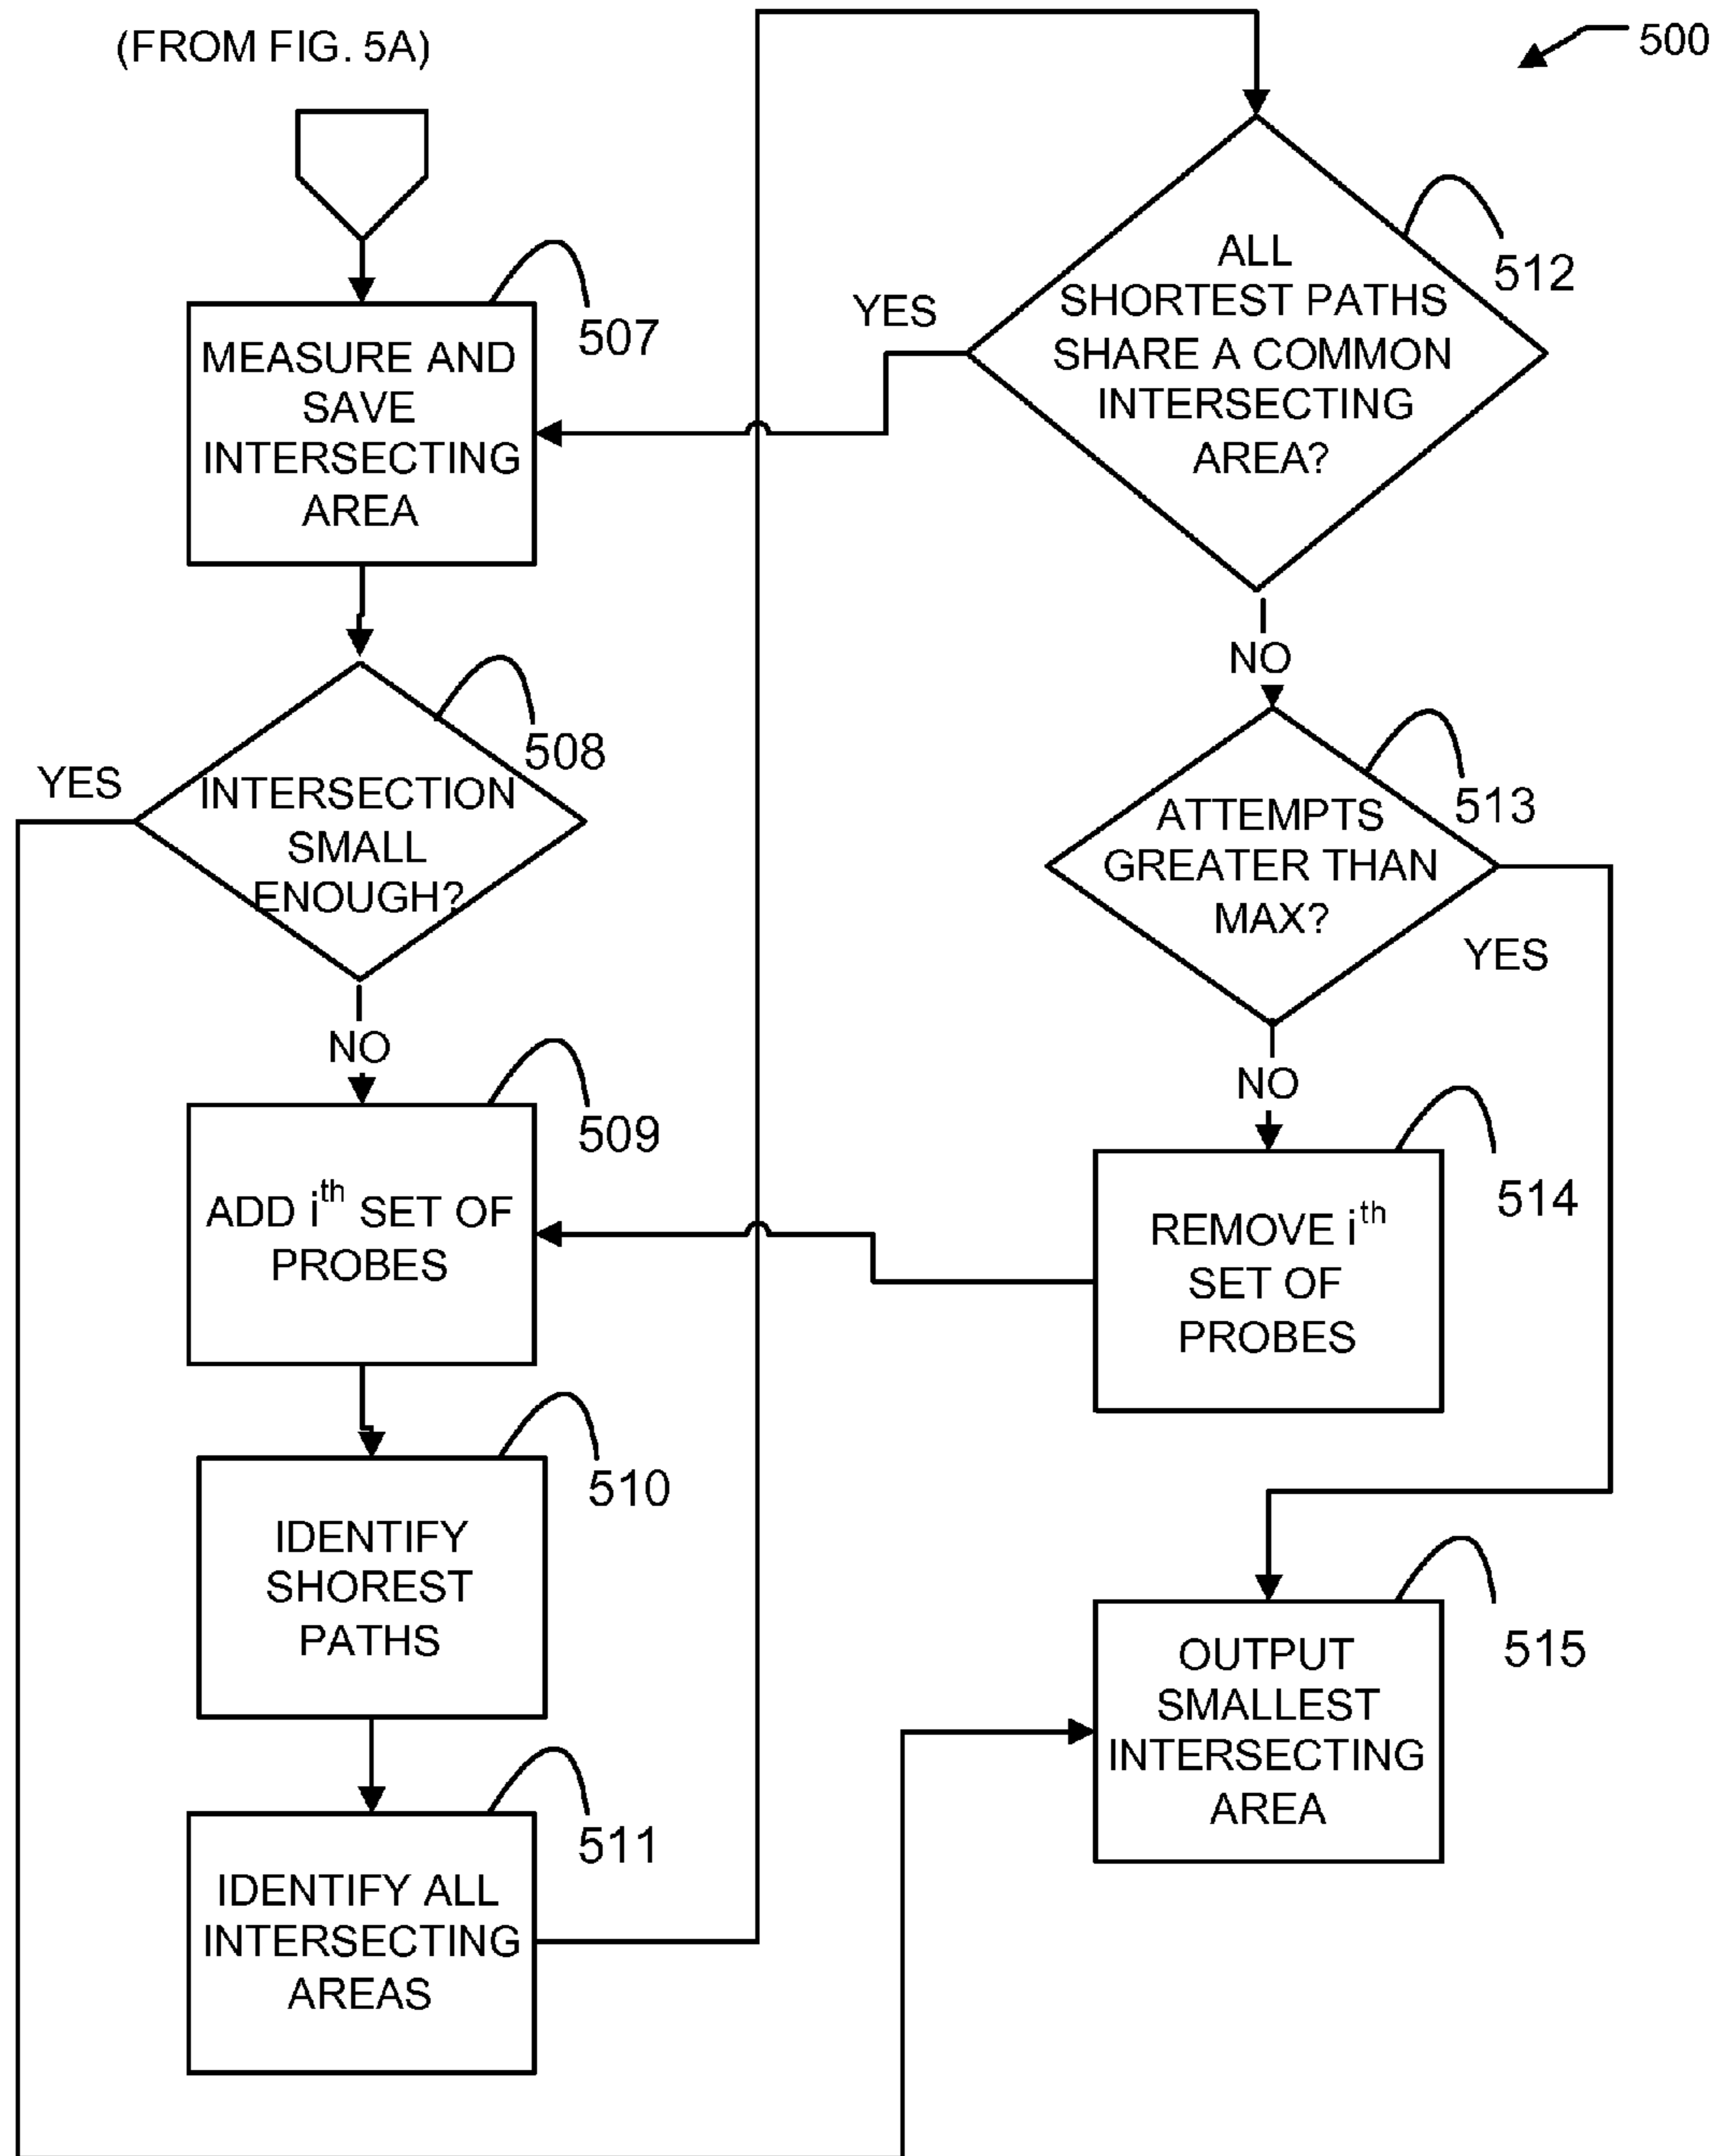 (FROM FIG. 5A)
500
MEASURE AND
SAVE
INTERSECTING
AREA
507
YES
INTERSECTION
SMALL
ENOUGH?
508
NO
ADD ith SET OF
PROBES
509
IDENTIFY
SHOREST
PATHS
510
IDENTIFY ALL
INTERSECTING
AREAS
511
YES
ALL
SHORTEST PATHS
SHARE A COMMON
INTERSECTING
AREA?
512
NO
ATTEMPTS
GREATER THAN
MAX?
513
YES
NO
REMOVE ith
SET OF
PROBES
514
OUTPUT
SMALLEST
INTERSECTING
AREA
515